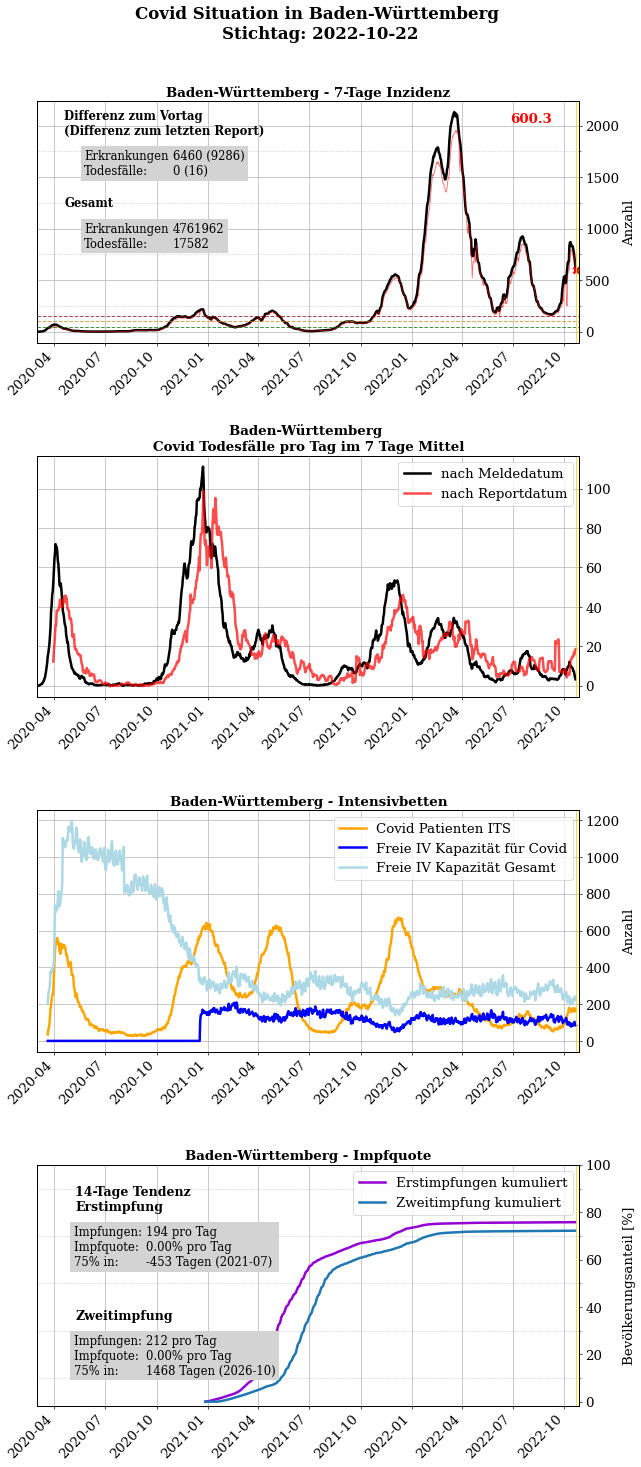 Covid Situation in Baden-Württemberg
Stichtag: 2022-10-22
Baden-Württemberg - 7-Tage Inzidenz
Differenz zum Vortag
(Differenz zum letzten Report)
Erkrankungen 6460 (9286)
Todesfälle: 0 (16)
Gesamt
Erkrankungen 4761962
Todesfälle: 17582
600.3
2000
1500
1000
500
0
Anzahl
2020-04 2020-07 2020-10 2021-01 2021-04 2021-07 2021-10 2022-01 2022-04 2022-07 2022-10
Baden-Württemberg
Covid Todesfälle pro Tag im 7 Tage Mittel
nach Meldedatum
nach Reportdatum
100
80
60
40
20
0
2020-04 2020-07 2020-10 2021-01 2021-04 2021-07 2021-10 2022-01 2022-04 2022-07 2022-10
Baden-Württemberg - Intensivbetten
Covid Patienten ITS
Freie IV Kapazität für Covid
Freie IV Kapazität Gesamt
1200
1000
800
600
400
200
0
Anzahl
2020-04 2020-07 2020-10 2021-01 2021-04 2021-07 2021-10 2022-01 2022-04 2022-07 2022-10
Baden-Württemberg - Impfquote
14-Tage Tendenz
Erstimpfung
Impfungen: 194 pro Tag
Impfquote: 0.00% pro Tag
75% in: -453 Tagen (2021-07)
Zweitimpfung
Impfungen: 212 pro Tag
Impfquote: 0.00% pro Tag
75% in: 1468 Tagen (2026-10)
Erstimpfungen kumuliert
Zweitimpfung kumuliert
100
80
60
40
20
0
Bevölkerungsanteil [%]
2020-04 2020-07 2020-10 2021-01 2021-04 2021-07 2021-10 2022-01 2022-04 2022-07 2022-10